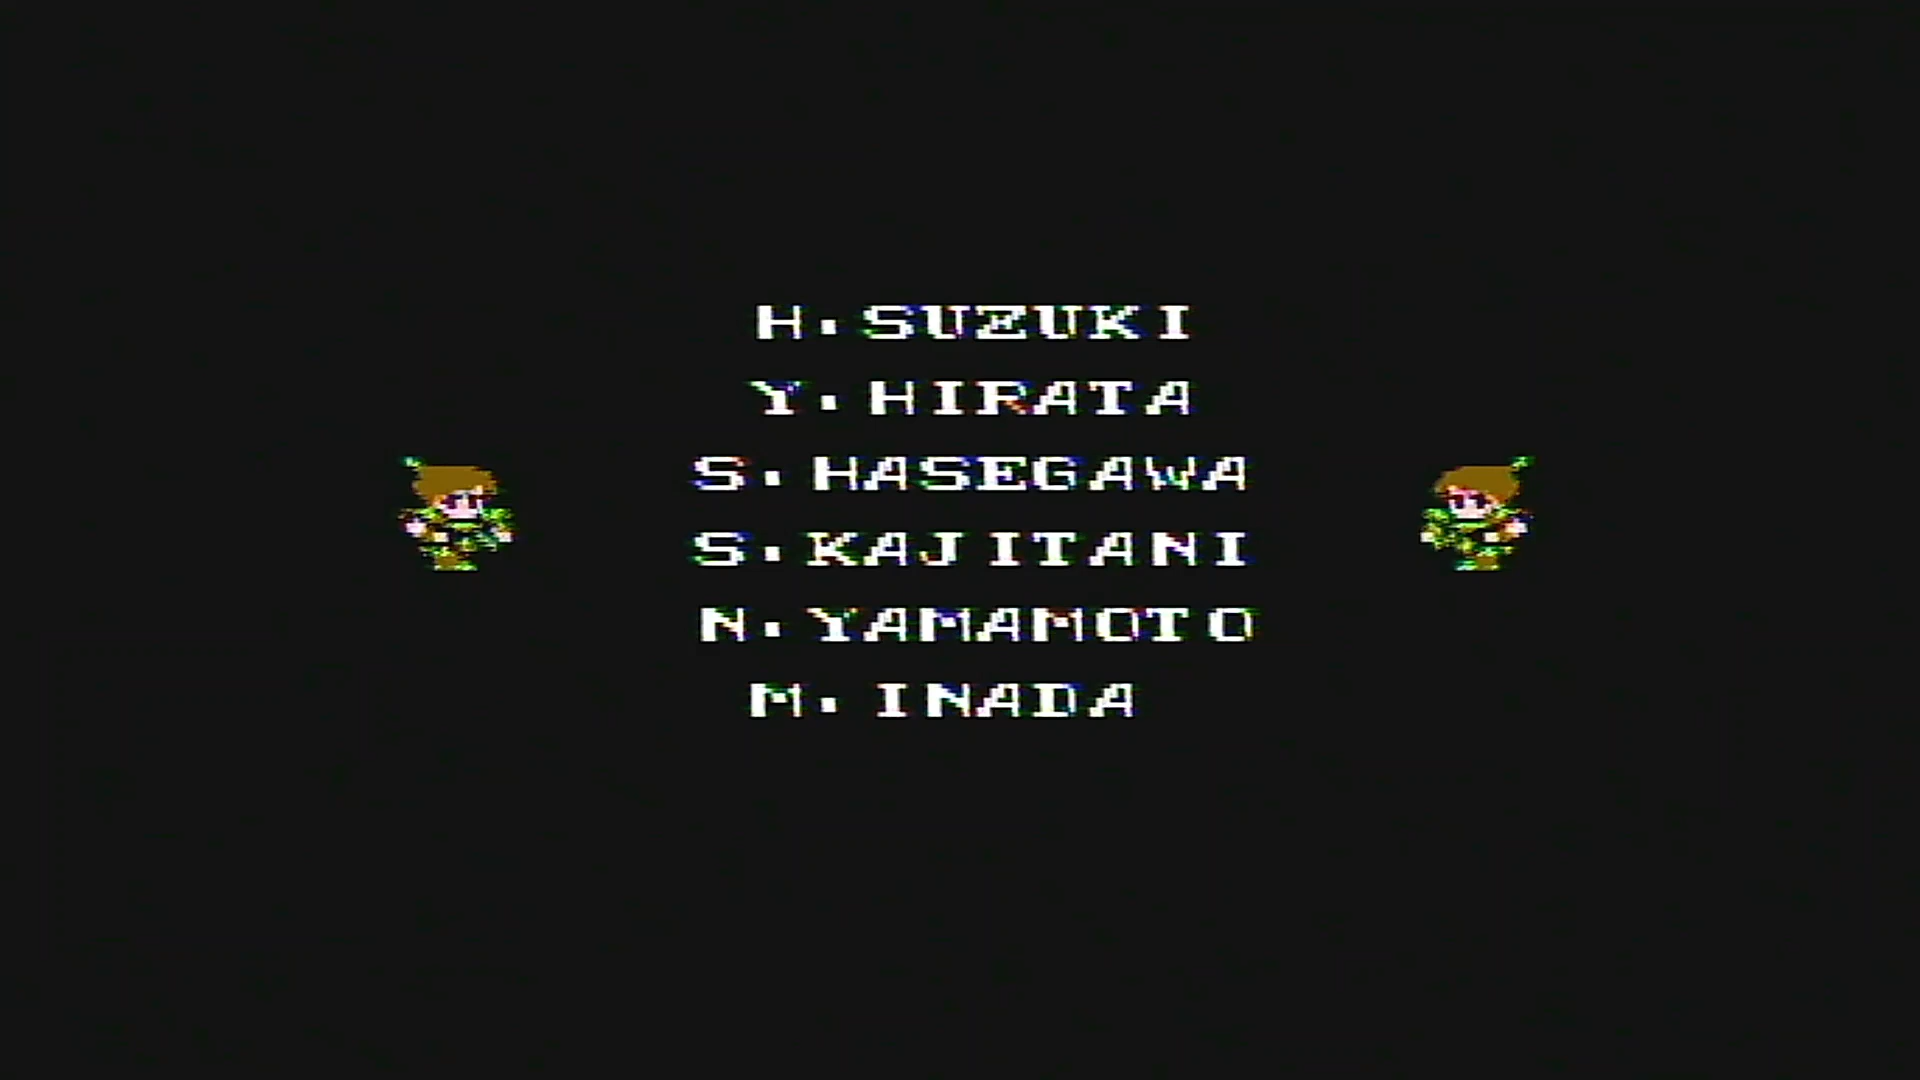 H.SUZUKI
Y.HIRATA
S.HASEGAWA
S.KAJITANI
N.YAMAMOTO
M.INADA